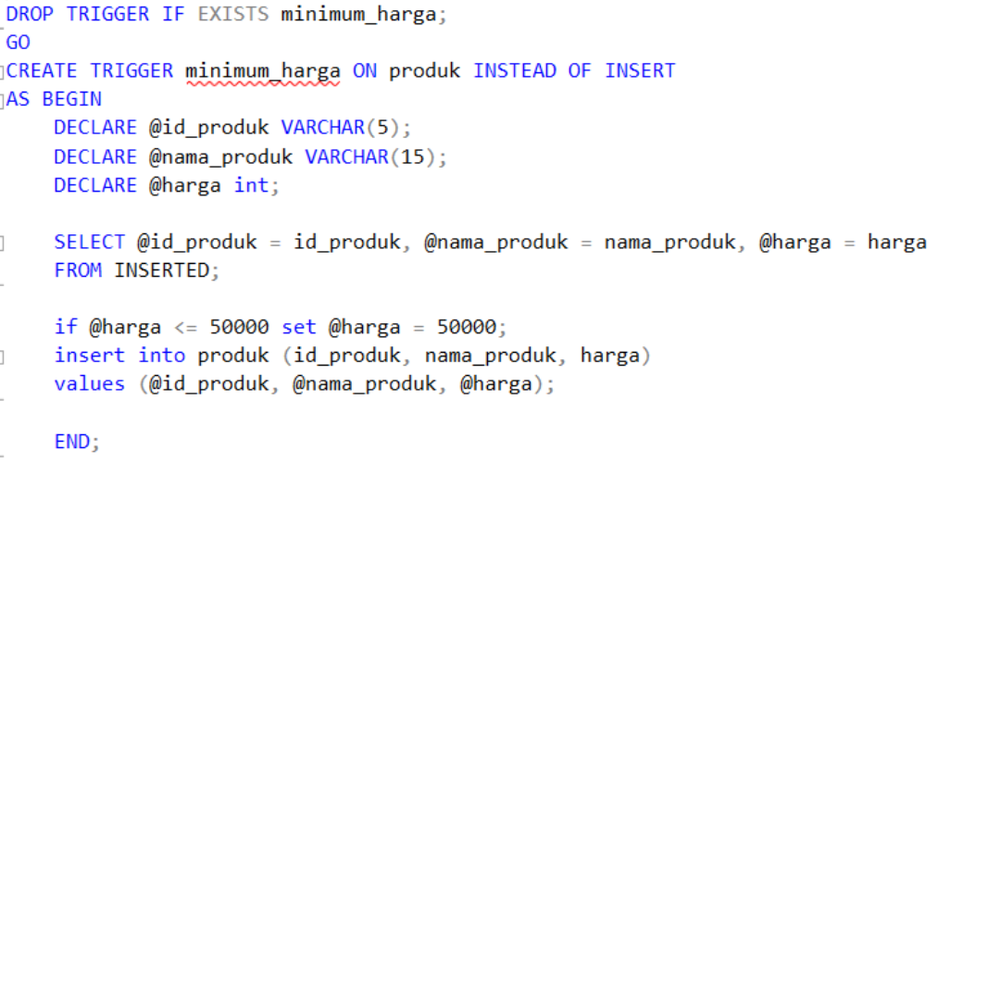 DROP TRIGGER IF EXISTS minimum_harga;
GO
CREATE TRIGGER minimum_harga ON produk INSTEAD OF INSERT
AS BEGIN
    DECLARE @id_produk VARCHAR(5);
    DECLARE @nama_produk VARCHAR(15);
    DECLARE @harga int;

    SELECT @id_produk = id_produk, @nama_produk = nama_produk, @harga = harga
    FROM INSERTED;

    if @harga <= 50000 set @harga = 50000;
    insert into produk (id_produk, nama_produk, harga)
    values (@id_produk, @nama_produk, @harga);

    END;